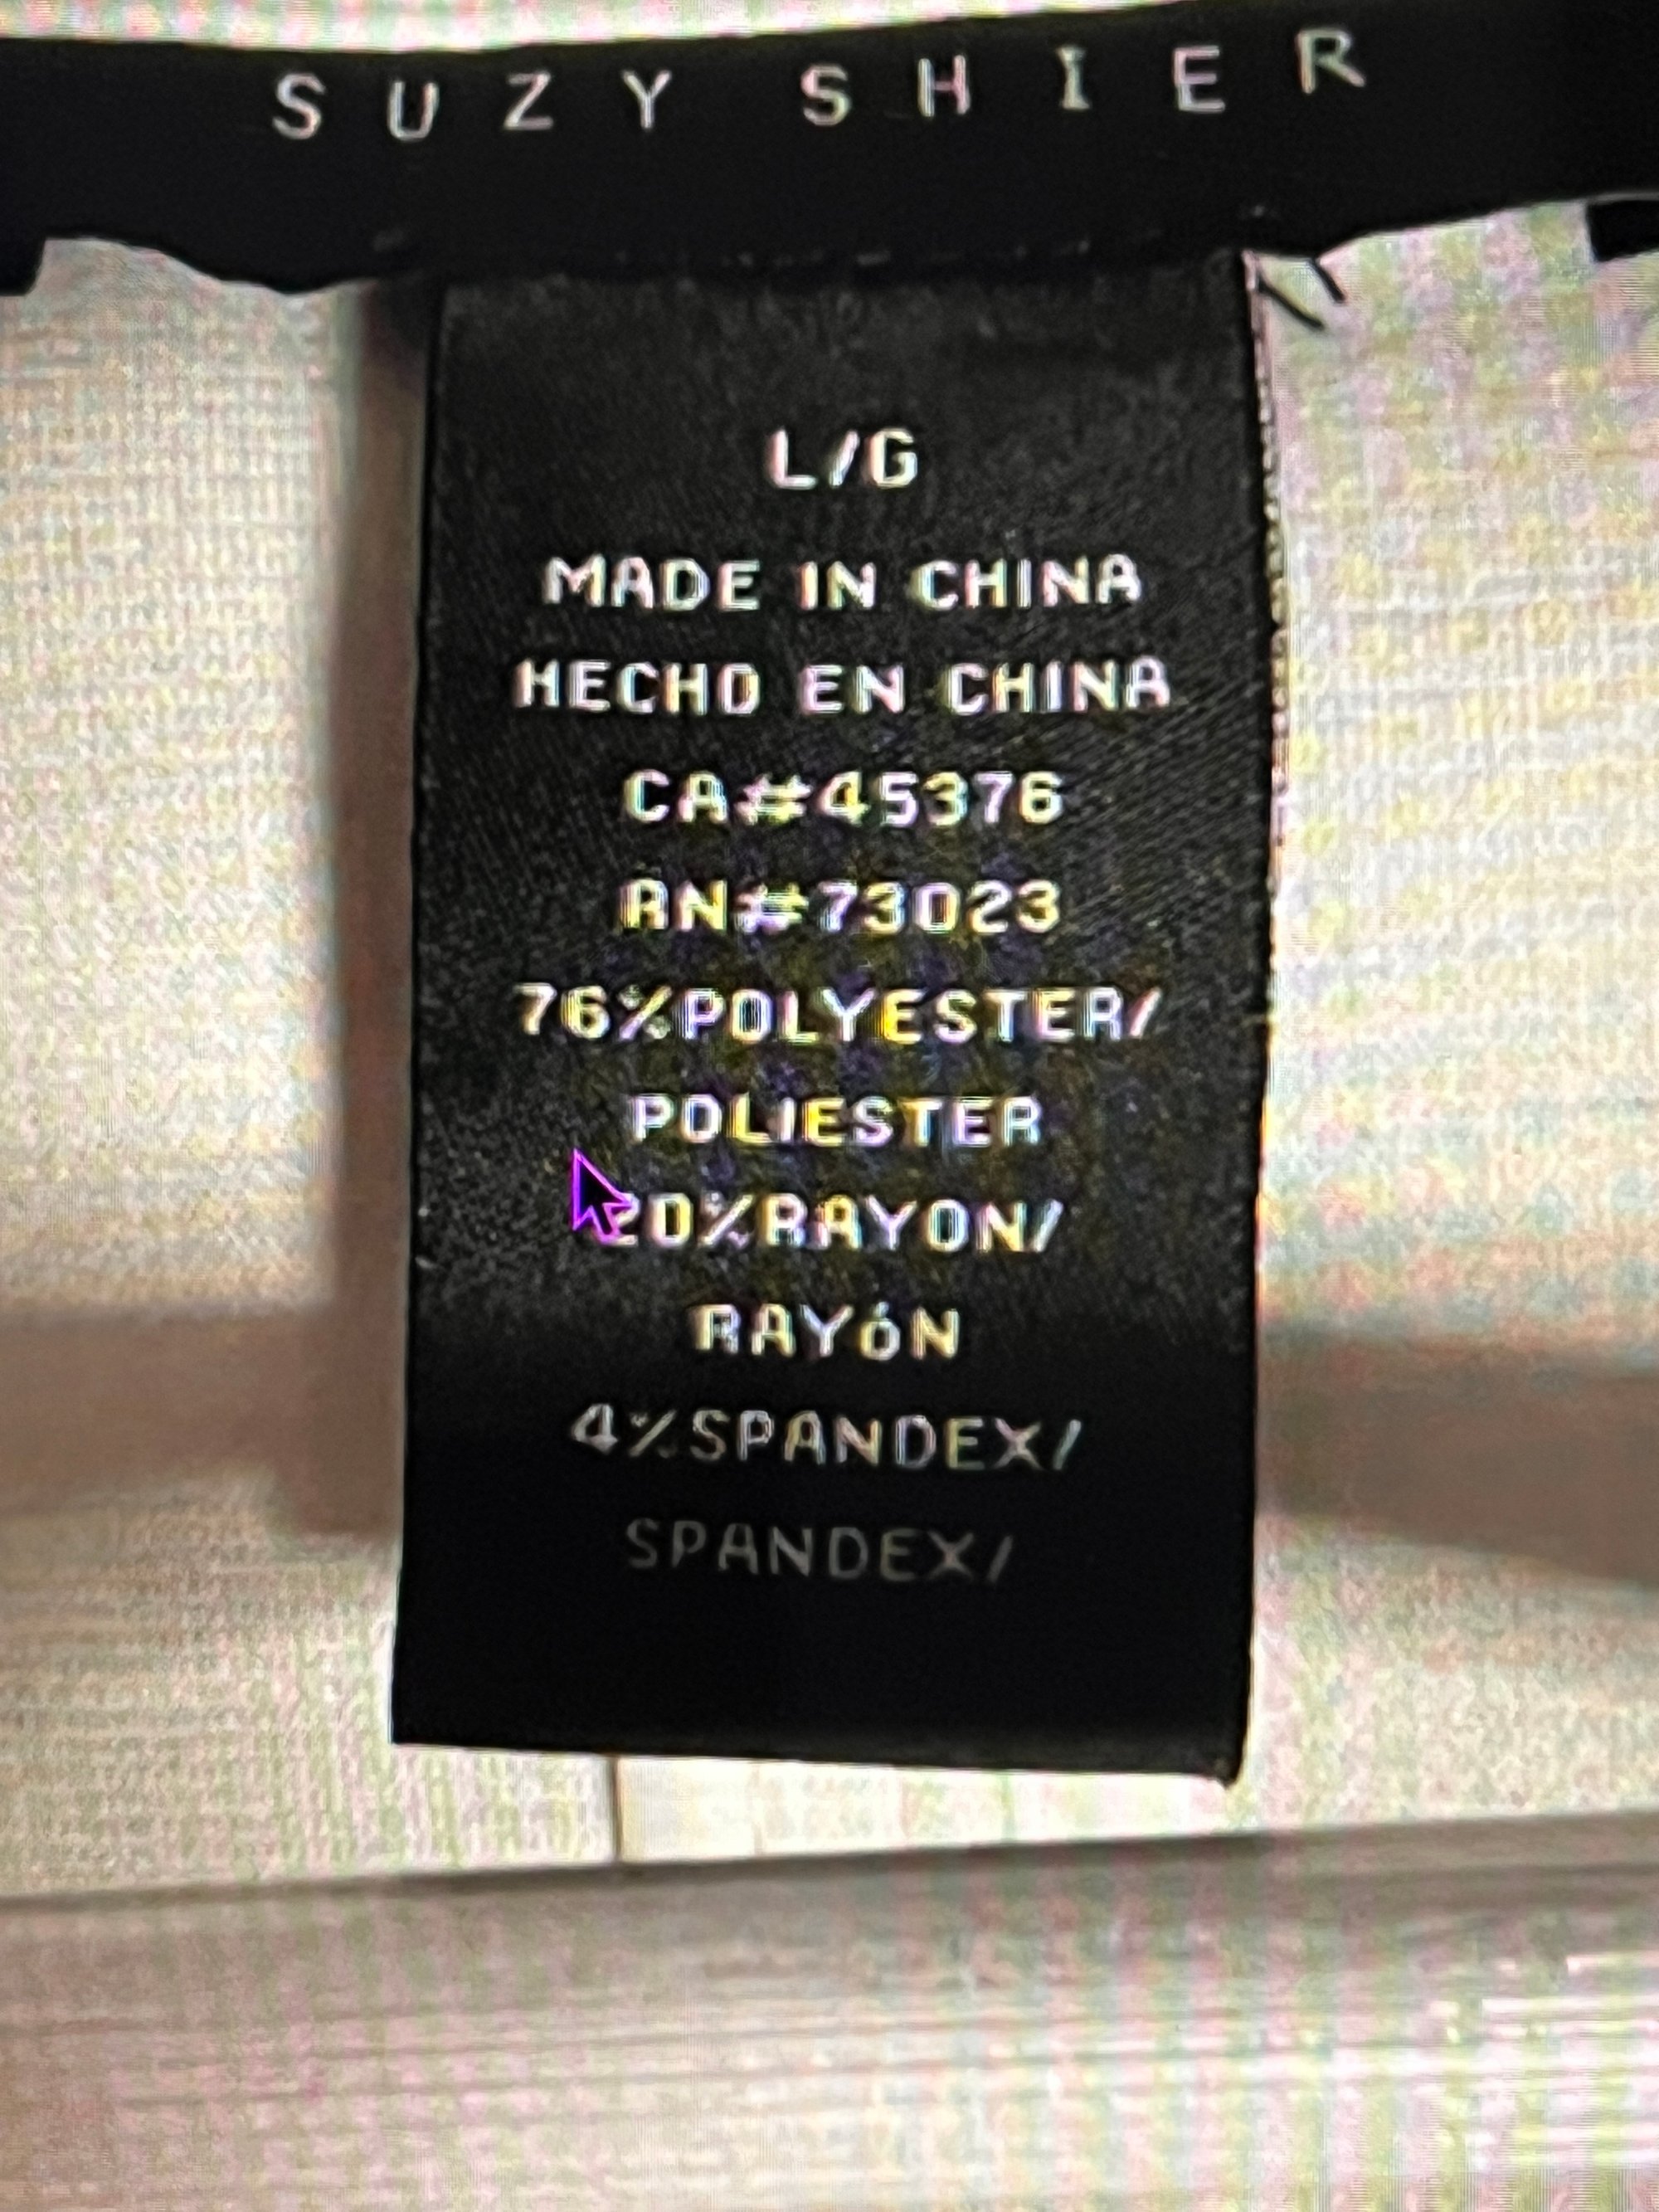 SUZY SHIER
L/G
MADE IN CHINA
HECHO EN CHINA
CA#45376
RN#73023
76%POLYESTER/
POLIESTER
20%RAYON/
RAYóN
4%SPANDEX/
SPANDEX/